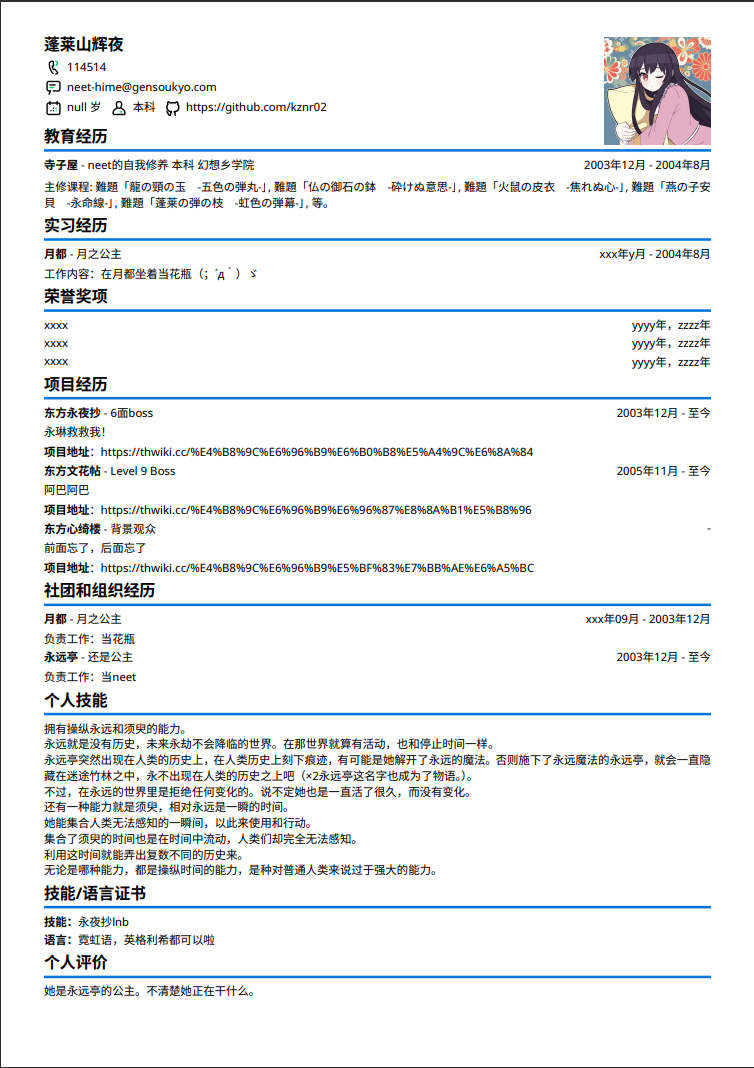 蓬莱山辉夜
114514
neet-hime@gensoukyo.com
null 岁 本科 https://github.com/kznr02
教育经历
寺子屋 - neet的自我修养 本科 幻想乡学院 2003年12月 - 2004年8月
主修课程: 難題「龍の頸の玉　-五色の弾丸-」, 難題「仏の御石の鉢　-砕けぬ意思-」, 難題「火鼠の皮衣　-焦れぬ心-」, 難題「燕の子安
貝　-永命線-」, 難題「蓬莱の弾の枝　-虹色の弾幕-」, 等。
实习经历
月都 - 月之公主 xxx年y月 - 2004年8月
工作内容：在月都坐着当花瓶（；´д｀）ゞ
荣誉奖项
xxxx yyyy年，zzzz年
xxxx yyyy年，zzzz年
xxxx yyyy年，zzzz年
项目经历
东方永夜抄 - 6面boss 2003年12月 - 至今
永琳救救我！
项目地址：https://thwiki.cc/%E4%B8%9C%E6%96%B9%E6%B0%B8%E5%A4%9C%E6%8A%84
东方文花帖 - Level 9 Boss 2005年11月 - 至今
阿巴阿巴
项目地址：https://thwiki.cc/%E4%B8%9C%E6%96%B9%E6%96%87%E8%8A%B1%E5%B8%96
东方心绮楼 - 背景观众 -
前面忘了，后面忘了
项目地址：https://thwiki.cc/%E4%B8%9C%E6%96%B9%E5%BF%83%E7%BB%AE%E6%A5%BC
社团和组织经历
月都 - 月之公主 xxx年09月 - 2003年12月
负责工作：当花瓶
永远亭 - 还是公主 2003年12月 - 至今
负责工作：当neet
个人技能
拥有操纵永远和须臾的能力。
永远就是没有历史，未来永劫不会降临的世界。在那世界就算有活动，也和停止时间一样。
永远亭突然出现在人类的历史上，在人类历史上刻下痕迹，有可能是她解开了永远的魔法。否则施下了永远魔法的永远亭，就会一直隐
藏在迷途竹林之中，永不出现在人类的历史之上吧（×2永远亭这名字也成为了物语。）。
不过，在永远的世界里是拒绝任何变化的。说不定她也是一直活了很久，而没有变化。
还有一种能力就是须臾，相对永远是一瞬的时间。
她能集合人类无法感知的一瞬间，以此来使用和行动。
集合了须臾的时间也是在时间中流动，人类们却完全无法感知。
利用这时间就能弄出复数不同的历史来。
无论是哪种能力，都是操纵时间的能力，是种对普通人类来说过于强大的能力。
技能/语言证书
技能：永夜抄lnb
语言：霓虹语，英格利希都可以啦
个人评价
她是永远亭的公主。不清楚她正在干什么。